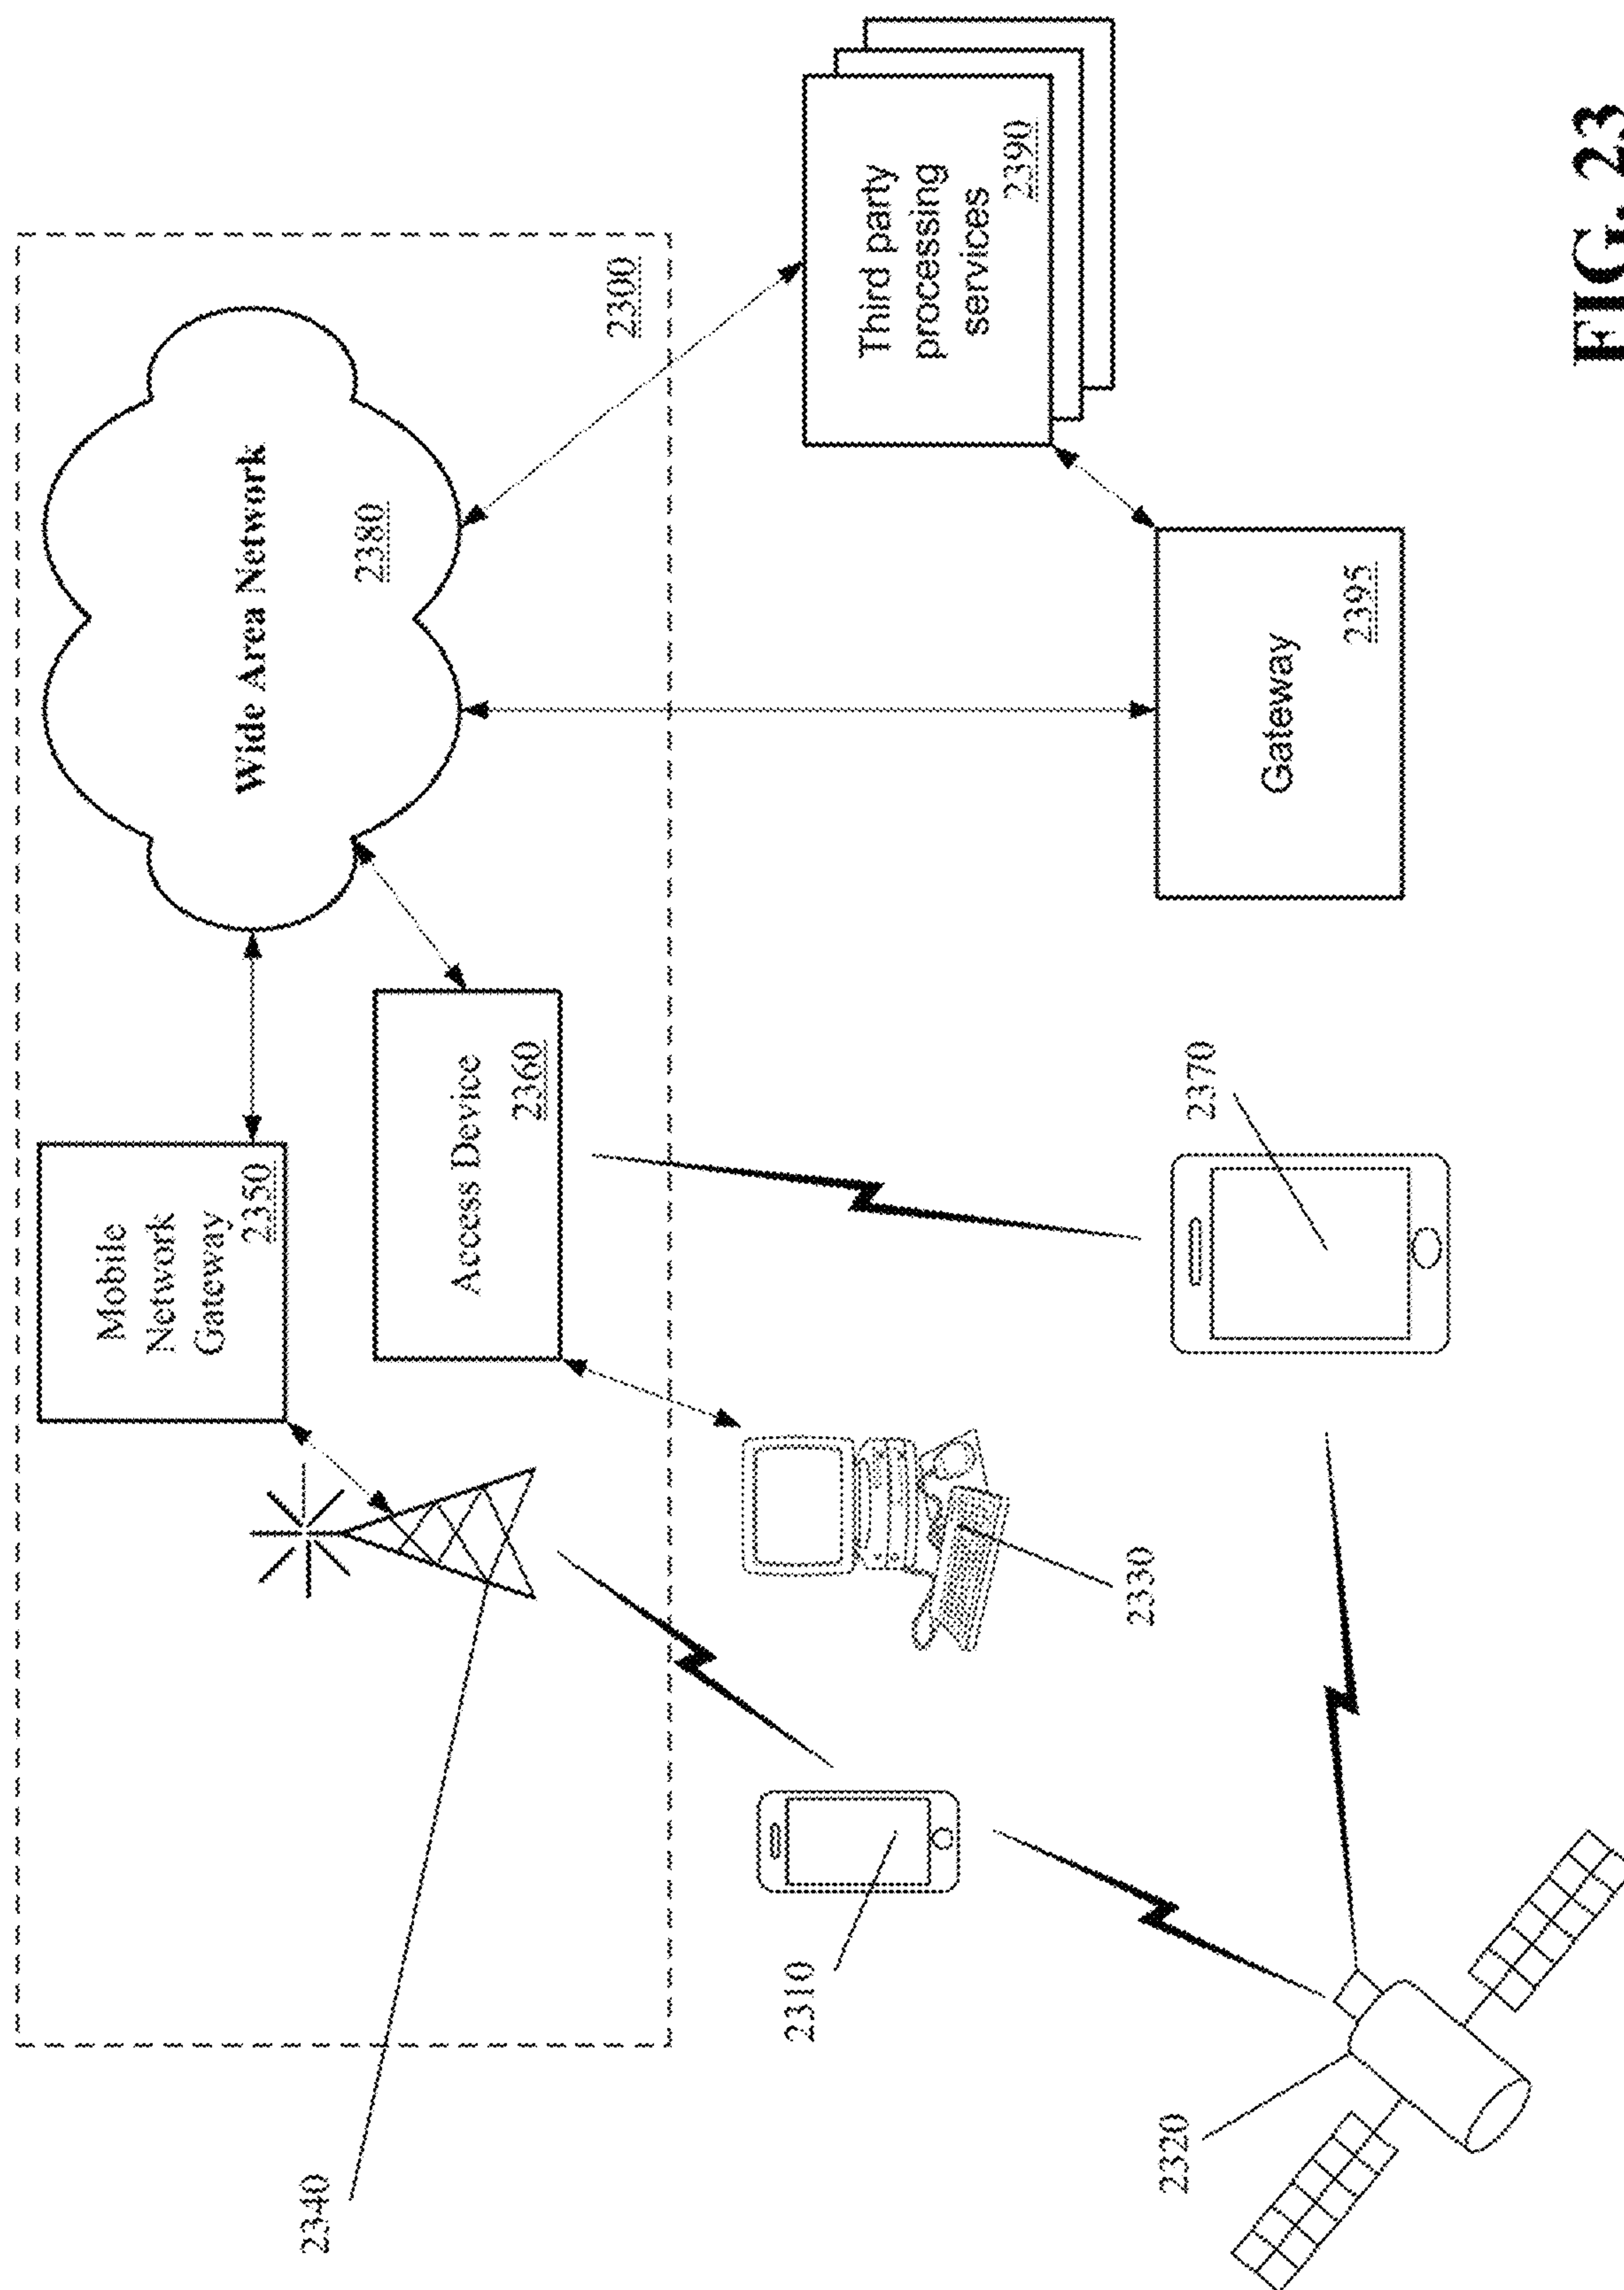 2340
Mobile
Network
Gateway
2350
Wide Area Network
2380
Access Device
2360
2300
2310
2330
Third party
processing
services
2390
2320
2370
Gateway
2395
FIG. 23